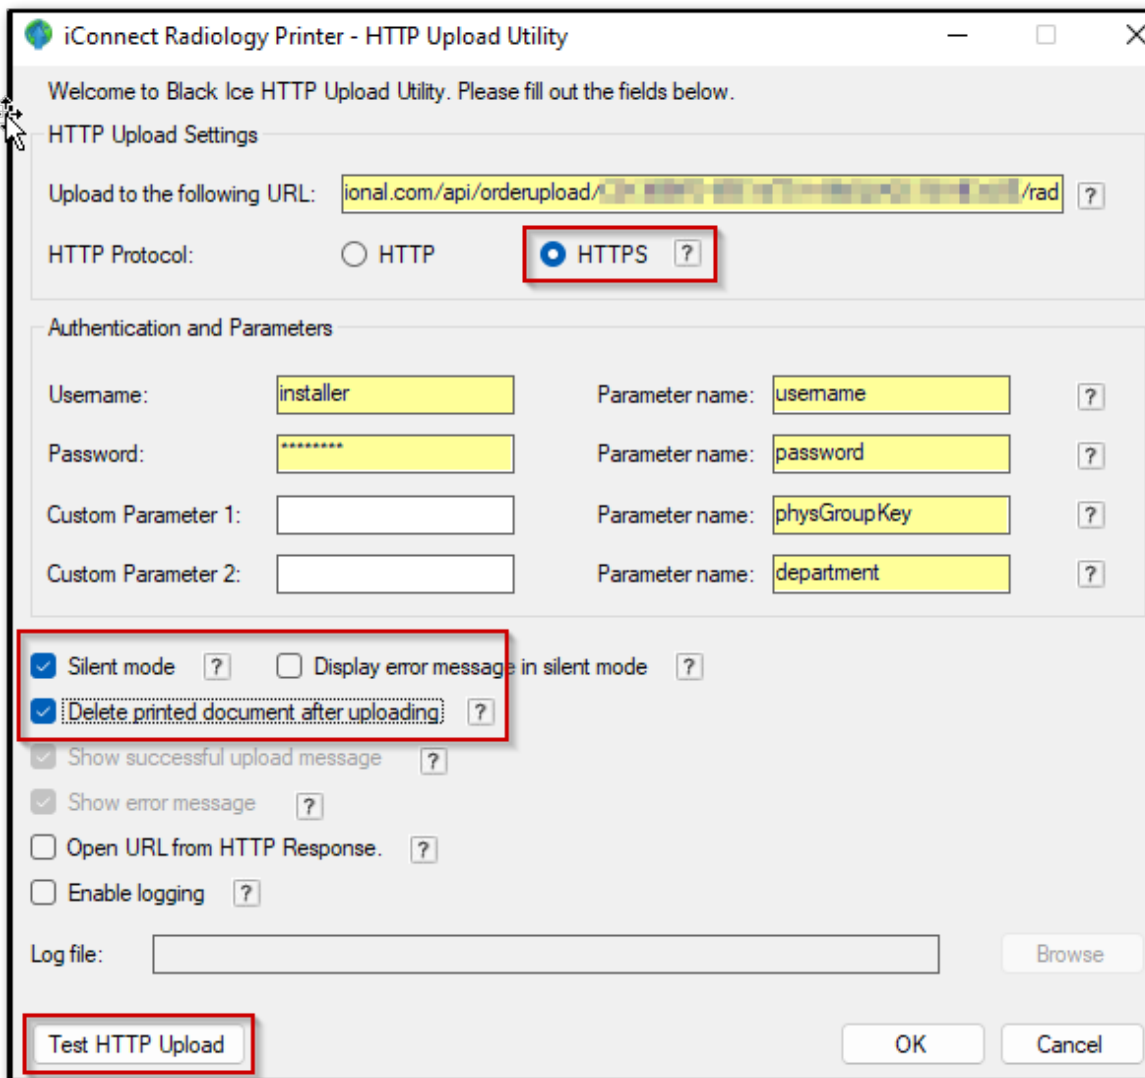 iConnect Radiology Printer - HTTP Upload Utility
Welcome to Black Ice HTTP Upload Utility. Please fill out the fields below.
HTTP Upload Settings
Upload to the following URL: ional.com/api/orderupload/ /rad ?
HTTP Protocol: HTTP HTTPS ?
Authentication and Parameters
Username: installer Parameter name: username ?
Password: ******** Parameter name: password ?
Custom Parameter 1: Parameter name: physGroupKey ?
Custom Parameter 2: Parameter name: department ?
Silent mode ? Display error message in silent mode ?
Delete printed document after uploading ?
Show successful upload message ?
Show error message ?
Open URL from HTTP Response. ?
Enable logging ?
Log file: Browse
Test HTTP Upload OK Cancel